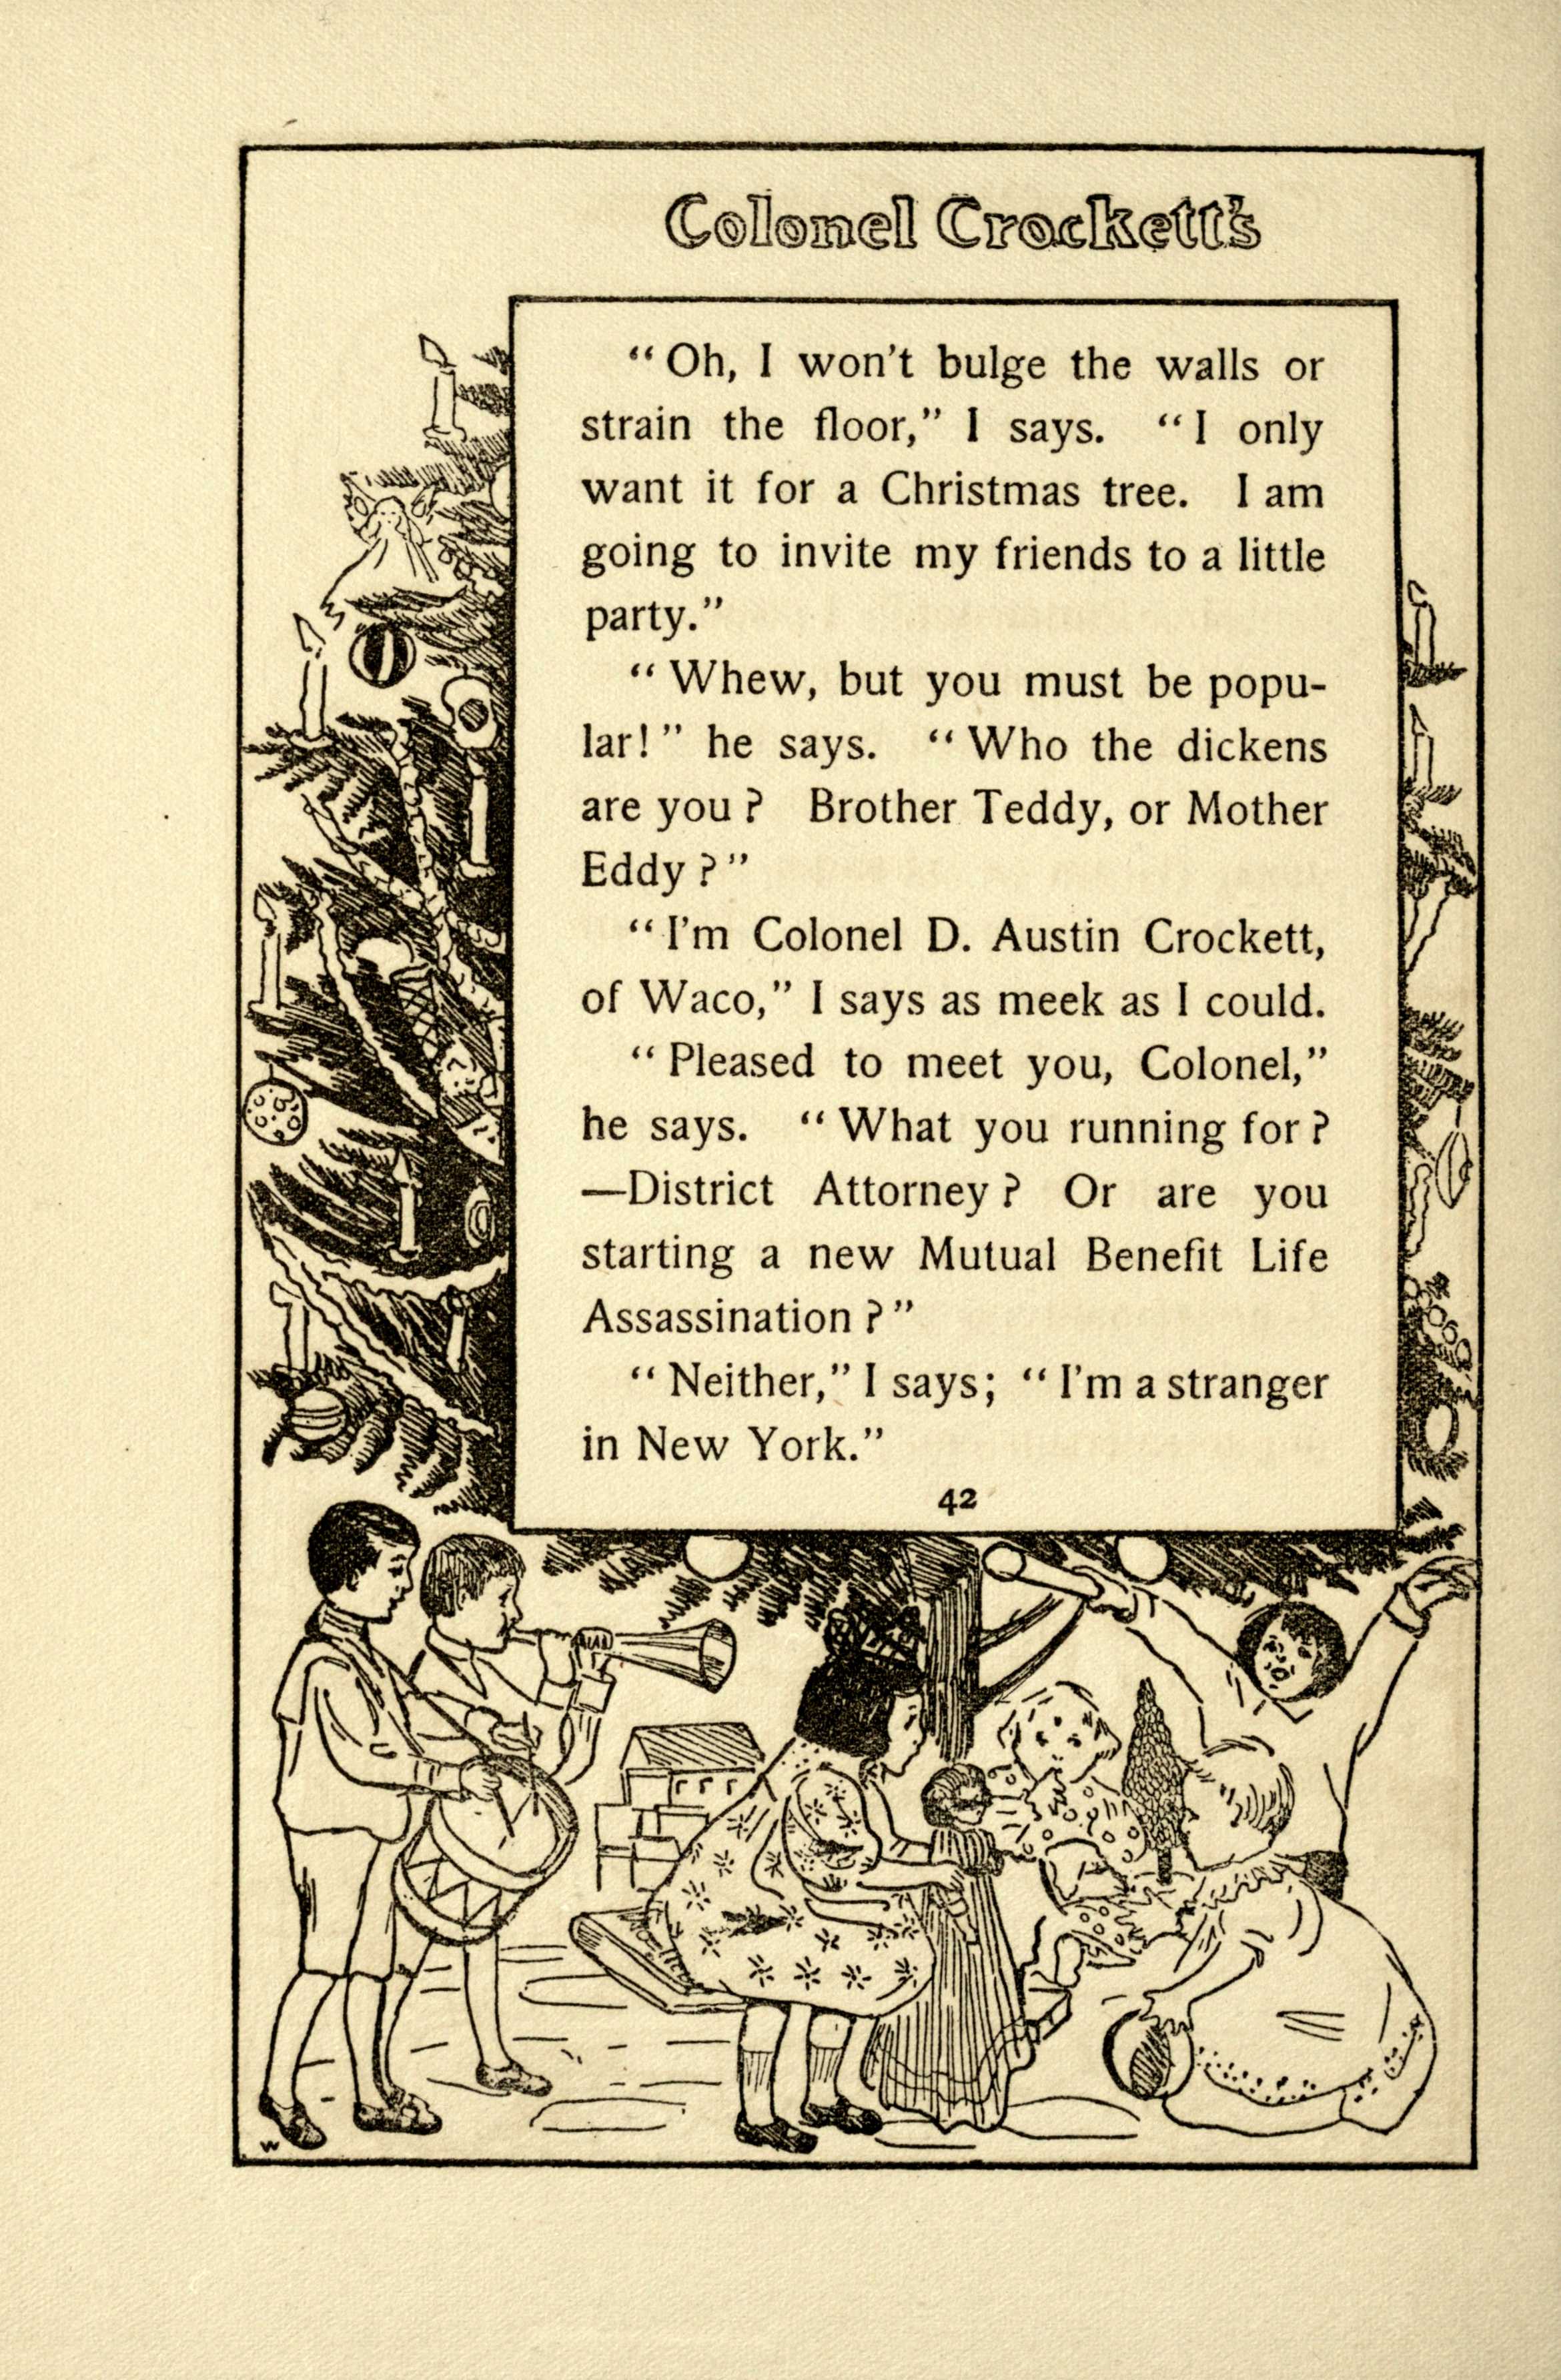 Colonel Crockett's
“Oh, I won't bulge the walls or
strain the floor,” I says. “I only
want it for a Christmas tree. I am
going to invite my friends to a little
party.”
“Whew, but you must be popu-
lar!” he says. “Who the dickens
are you? Brother Teddy, or Mother
Eddy?”
“I'm Colonel D. Austin Crockett,
of Waco,” I says as meek as I could.
“Pleased to meet you, Colonel,”
he says. “What you running for?
—District Attorney? Or are you
starting a new Mutual Benefit Life
Assassination?”
“Neither,” I says; “I'm a stranger
in New York.”
42
W